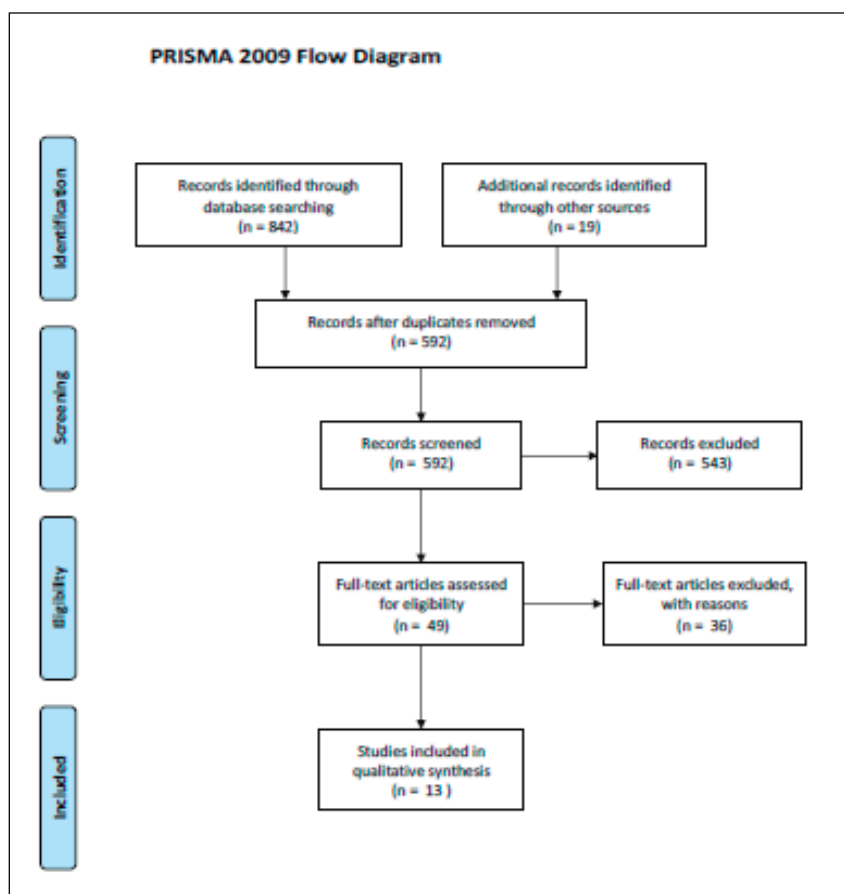 PRISMA 2009 Flow Diagram
Identification
Records identified through
database searching
(n = 842)
Additional records identified
through other sources
(n = 19)
Records after duplicates removed
(n = 592)
Screening
Records screened
(n = 592)
Records excluded
(n = 543)
Eligibility
Full-text articles assessed
for eligibility
(n = 49)
Full-text articles excluded,
with reasons
(n = 36)
Included
Studies included in
qualitative synthesis
(n = 13 )